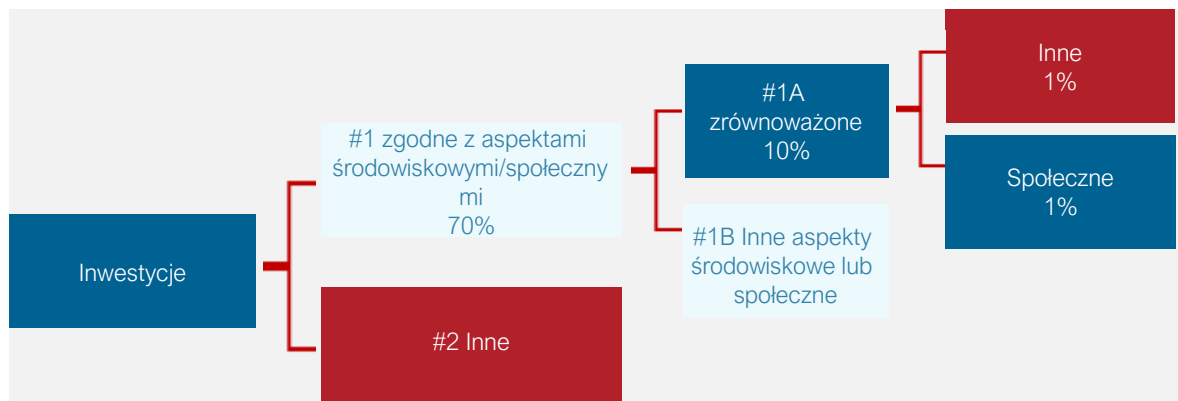 Inwestycje
#1 zgodne z aspektami
środowiskowymi/społeczny
mi
70%
#2 Inne
#1A
zrównoważone
10%
#1B Inne aspekty
środowiskowe lub
społeczne
Inne
1%
Społeczne
1%